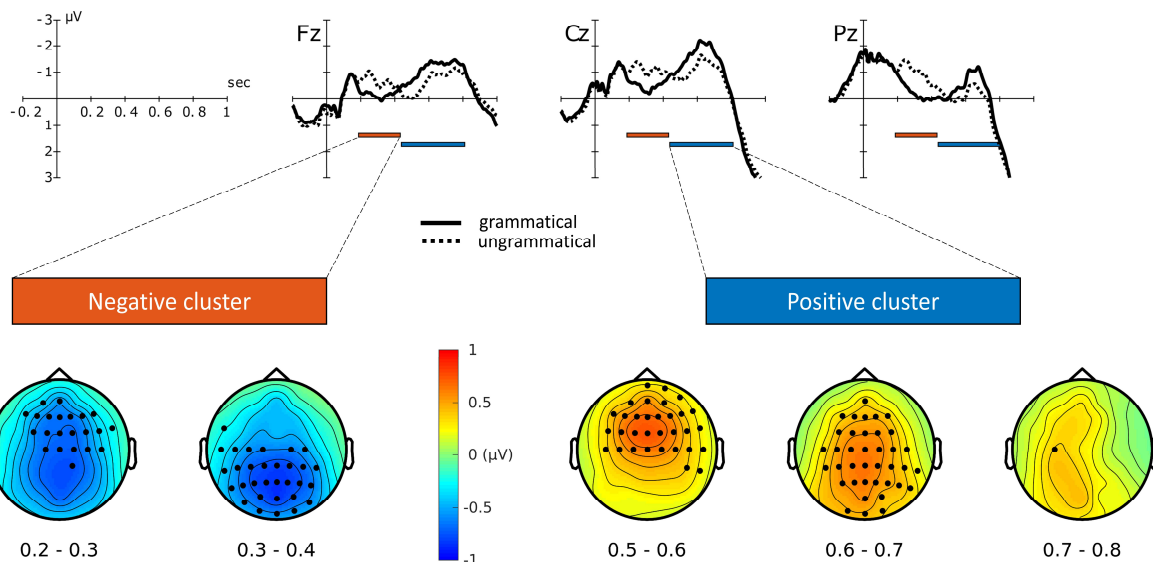 -3 µV
-2
-1
sec
-0.2 0.2 0.4 0.6 0.8 1
1
2
3
Fz
Cz
Pz
grammatical
ungrammatical
Negative cluster
Positive cluster
1
0.5
0 (µV)
-0.5
-1
0.2 - 0.3
0.3 - 0.4
0.5 - 0.6
0.6 - 0.7
0.7 - 0.8